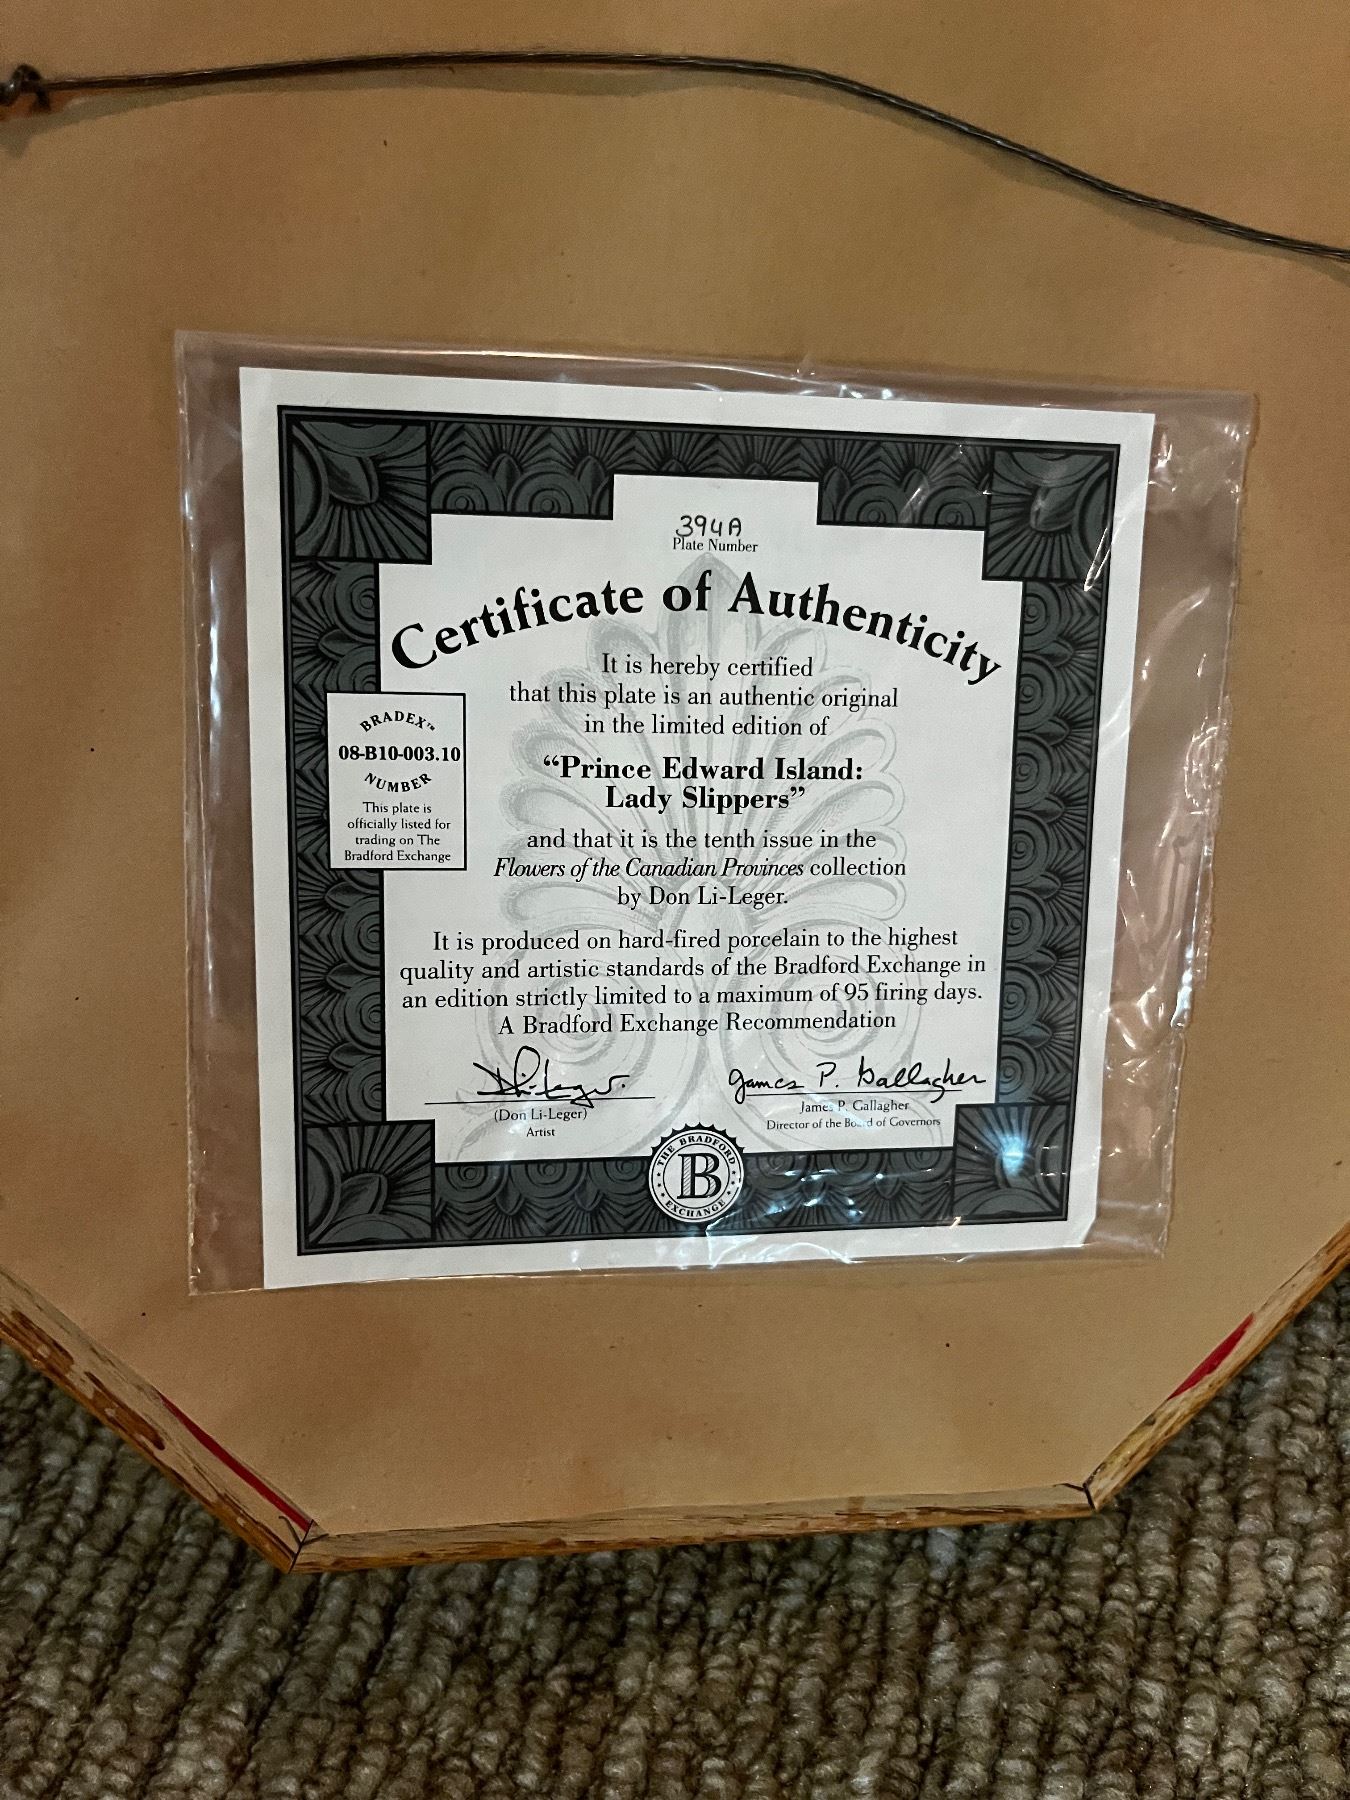 394A
Plate Number
Certificate of Authenticity
It is hereby certified
that this plate is an authentic original
in the limited edition of
“Prince Edward Island:
Lady Slippers”
and that it is the tenth issue in the
Flowers of the Canadian Provinces collection
by Don Li-Leger.
BRADEX™
08-B10-003.10
NUMBER
This plate is
officially listed for
trading on The
Bradford Exchange
It is produced on hard-fired porcelain to the highest
quality and artistic standards of the Bradford Exchange in
an edition strictly limited to a maximum of 95 firing days.
A Bradford Exchange Recommendation
D Li-Leger.
(Don Li-Leger)
Artist
James P. Gallagher
James P. Gallagher
Director of the Board of Governors
THE BRADFORD
B
EXCHANGE